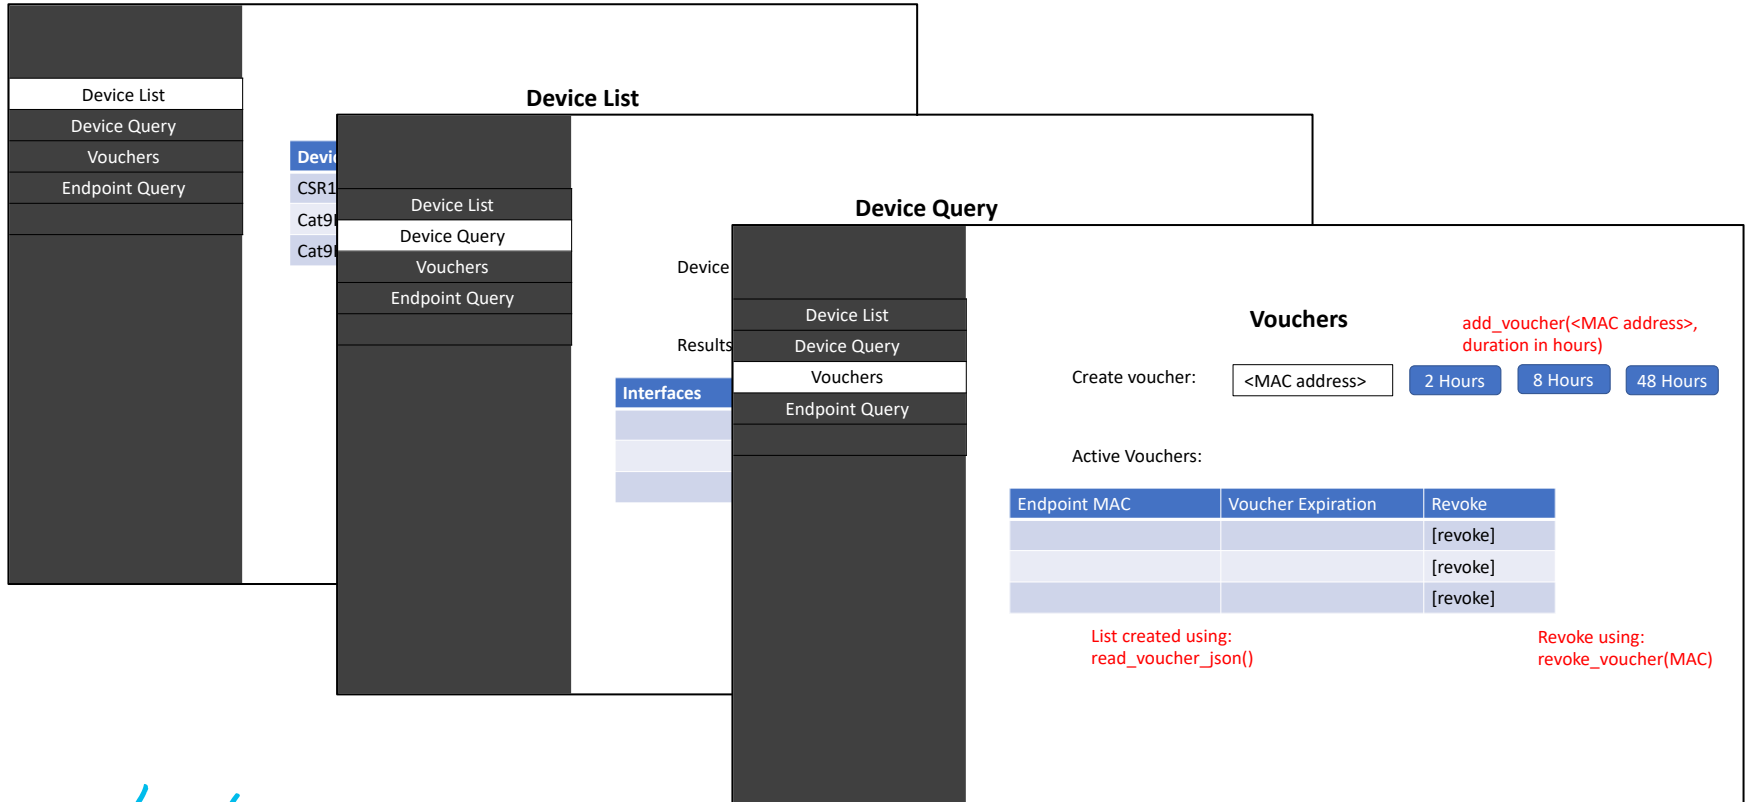 Device List
Device Query
Vouchers
Endpoint Query
Device List
Devic
CSR1
Cat9
Cat9
Device List
Device Query
Vouchers
Endpoint Query
Device Query
Device
Results
Interfaces
Device List
Device Query
Vouchers
Endpoint Query
Vouchers
add_voucher(<MAC address>,
duration in hours)
Create voucher: <MAC address> 2 Hours 8 Hours 48 Hours
Active Vouchers:
Endpoint MAC Voucher Expiration Revoke
[revoke]
[revoke]
[revoke]
List created using:
read_voucher_json()
Revoke using:
revoke_voucher(MAC)